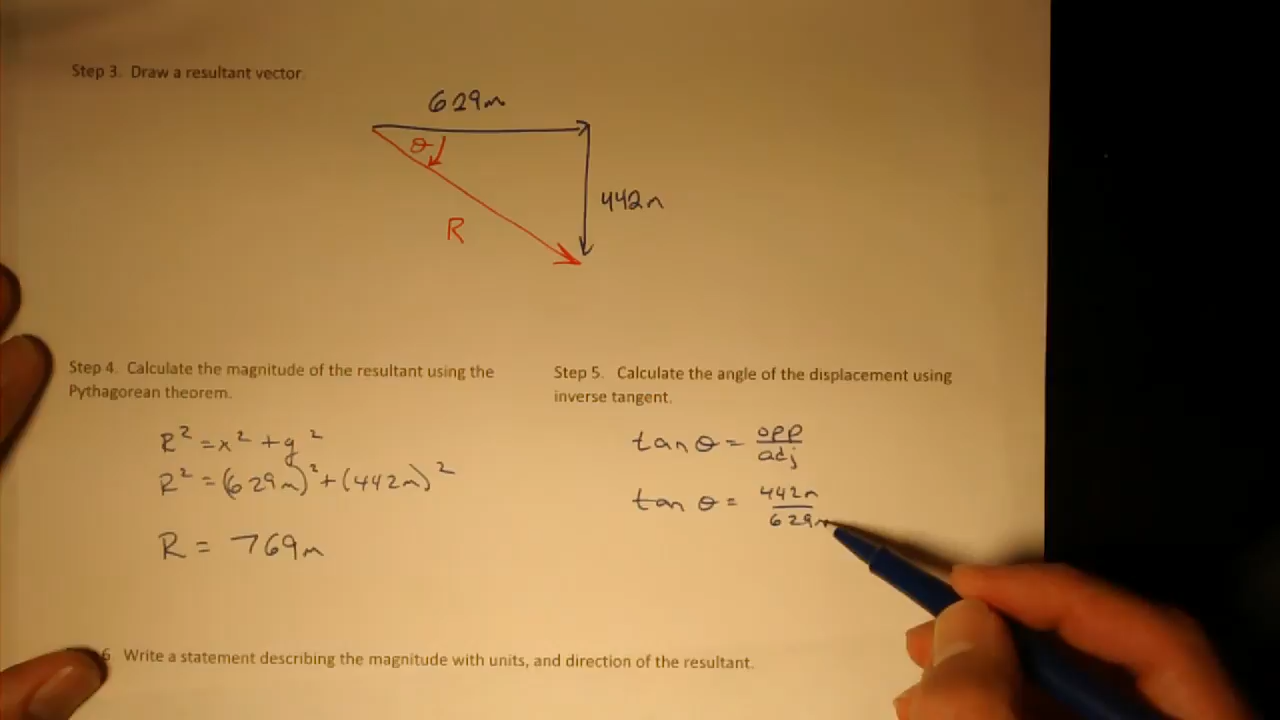 Step 3. Draw a resultant vector.
629m
θ
442m
R
Step 4. Calculate the magnitude of the resultant using the
Pythagorean theorem.
R² = x² + y²
R² = (629m)² + (442m)²
R = 769m
Step 5. Calculate the angle of the displacement using
inverse tangent.
tan θ = opp/adj
tan θ = 442m/629m
6. Write a statement describing the magnitude with units, and direction of the resultant.